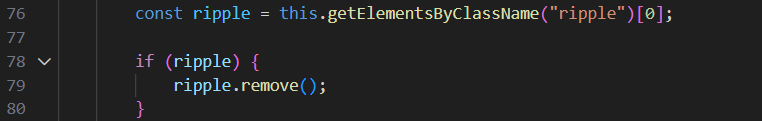 76 const ripple = this.getElementsByClassName("ripple")[0];
77
78 if (ripple) {
79 ripple.remove();
80 }